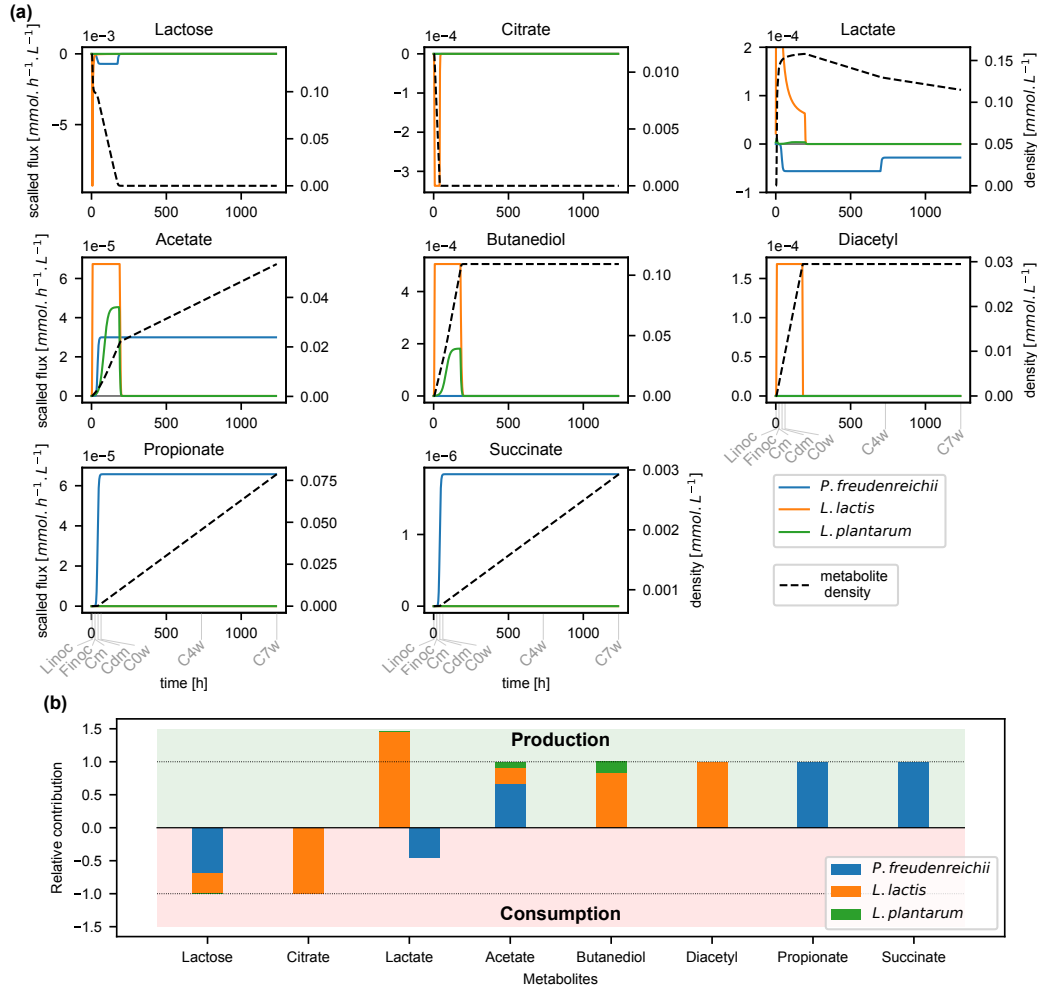 (a)
Lactose
Citrate
Lactate
1e−3
1e−4
1e−4
scalled flux [mmol. h⁻¹. L⁻¹]
0
−5
0.10
0.05
0.00
0
−1
−2
−3
0.010
0.005
0.000
2
1
0
−1
0.15
0.10
0.05
0.00
density [mmol. L⁻¹]
0 500 1000
0 500 1000
0 500 1000
Acetate
Butanediol
Diacetyl
1e−5
1e−4
1e−4
scalled flux [mmol. h⁻¹. L⁻¹]
6
4
2
0
0.04
0.02
0.00
4
2
0
0.10
0.05
0.00
1.5
1.0
0.5
0.0
0.03
0.02
0.01
0.00
density [mmol. L⁻¹]
0 500 1000
0 500 1000
0 500 1000
Linoc
Finoc
Cm
Cdm
C0w
C4w
C7w
Propionate
Succinate
1e−5
1e−6
scalled flux [mmol. h⁻¹. L⁻¹]
6
4
2
0
0.075
0.050
0.025
0.000
1
0
0.003
0.002
0.001
density [mmol. L⁻¹]
P. freudenreichii
L. lactis
L. plantarum
metabolite
density
0 500 1000
0 500 1000
Linoc
Finoc
Cm
Cdm
C0w
C4w
C7w
Linoc
Finoc
Cm
Cdm
C0w
C4w
C7w
time [h]
time [h]
(b)
Relative contribution
1.5
1.0
0.5
0.0
−0.5
−1.0
−1.5
Production
Consumption
P. freudenreichii
L. lactis
L. plantarum
Lactose Citrate Lactate Acetate Butanediol Diacetyl Propionate Succinate
Metabolites